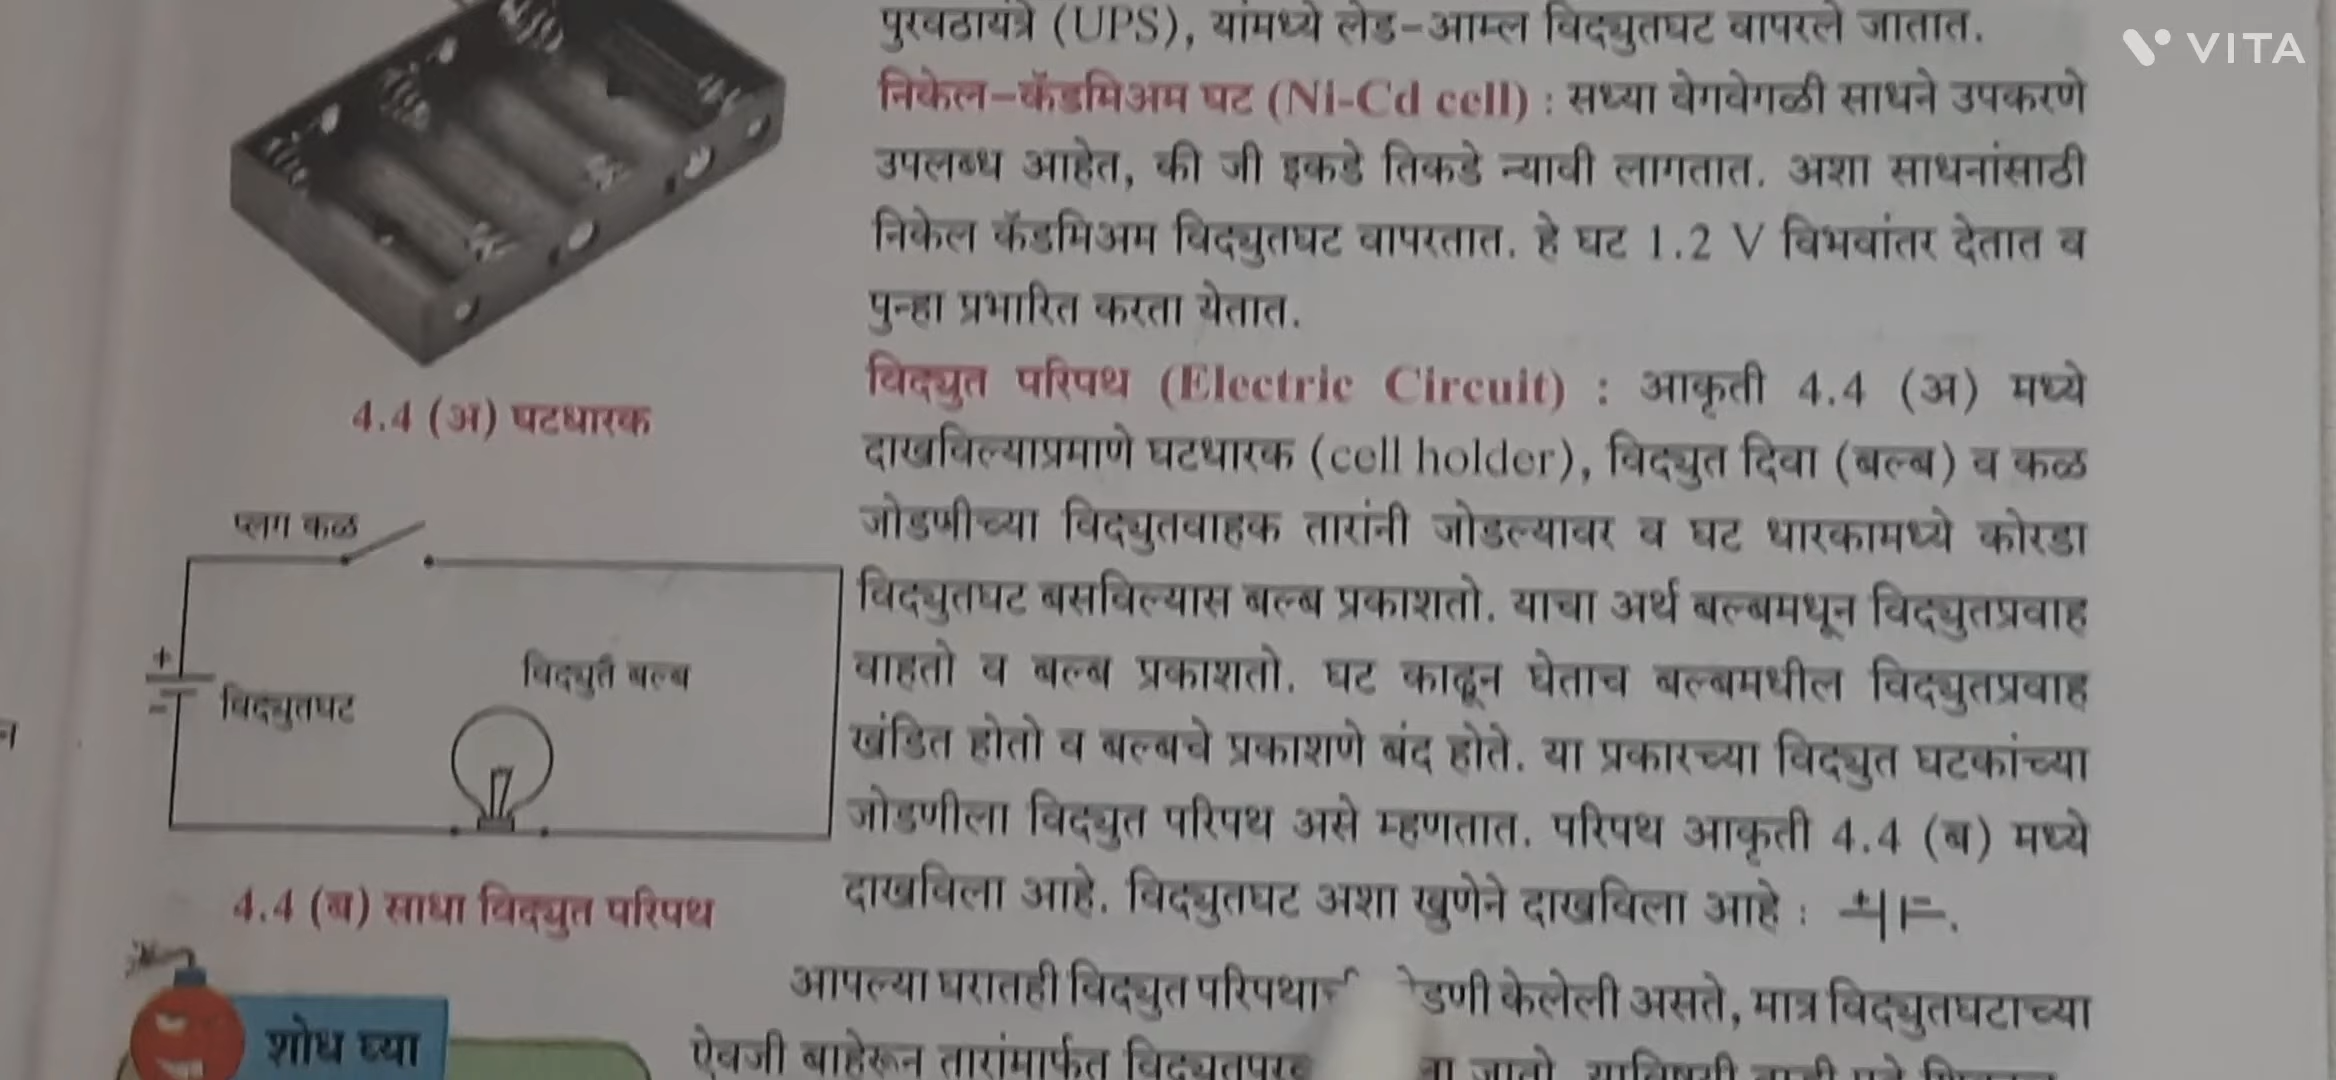 VITA
पुरवठायंत्रे (UPS), यांमध्ये लेड-आम्ल विद्युतघट वापरले जातात.
निकेल-कॅडमिअम घट (Ni-Cd cell) : सध्या वेगवेगळी साधने उपकरणे
उपलब्ध आहेत, की जी इकडे तिकडे न्यावी लागतात. अशा साधनांसाठी
निकेल कॅडमिअम विद्युतघट वापरतात. हे घट 1.2 V विभवांतर देतात व
पुन्हा प्रभारित करता येतात.
विद्युत परिपथ (Electric Circuit) : आकृती 4.4 (अ) मध्ये
दाखविल्याप्रमाणे घटधारक (cell holder), विद्युत दिवा (बल्ब) व कळ
जोडणीच्या विद्युतवाहक तारांनी जोडल्यावर व घट धारकामध्ये कोरडा
विद्युतघट बसविल्यास बल्ब प्रकाशतो. याचा अर्थ बल्बमधून विद्युतप्रवाह
वाहतो व बल्ब प्रकाशतो. घट काढून घेताच बल्बमधील विद्युतप्रवाह
खंडित होतो व बल्बचे प्रकाशणे बंद होते. या प्रकारच्या विद्युत घटकांच्या
जोडणीला विद्युत परिपथ असे म्हणतात. परिपथ आकृती 4.4 (ब) मध्ये
दाखविला आहे. विद्युतघट अशा खुणेने दाखविला आहे : + -.
4.4 (अ) घटधारक
प्लग कळ
+
-
विद्युतघट
विद्युत बल्ब
4.4 (ब) साधा विद्युत परिपथ
शोध घ्या
आपल्या घरातही विद्युत केलेली असते, मात्र विद्युतघटाच्या
ऐवजी बाहेरून तारांमार्फत